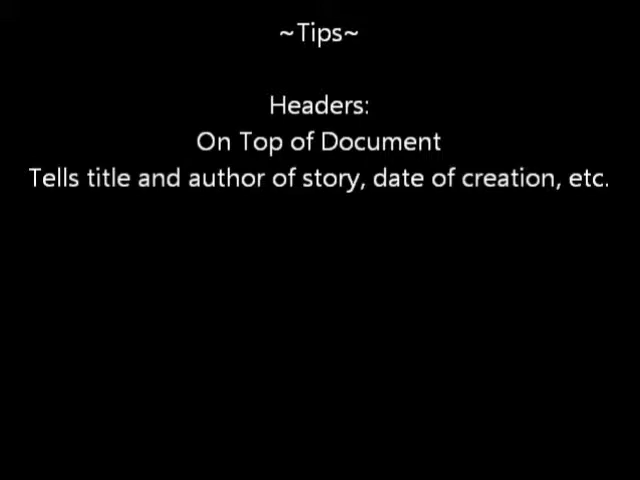 ~Tips~
Headers:
On Top of Document
Tells title and author of story, date of creation, etc.